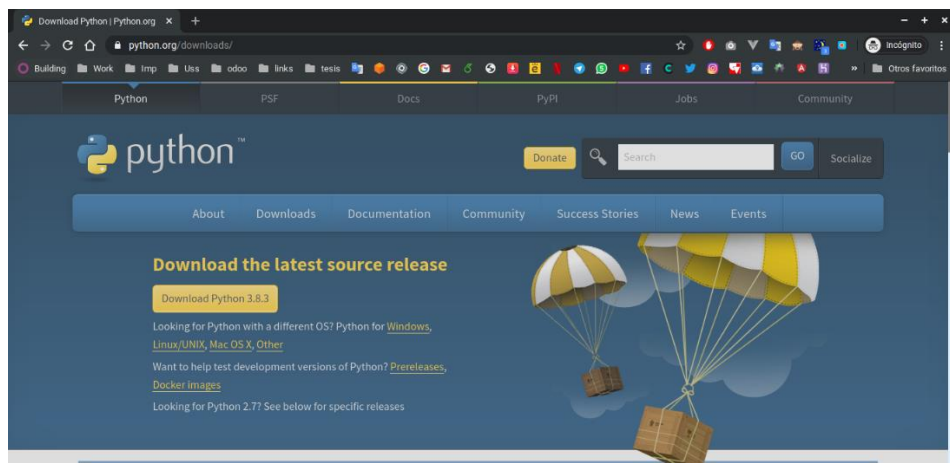 Download Python | Python.org
python.org/downloads/
Incógnito
Building Work Imp Uss odoo links tesis » Otros favoritos
Python PSF Docs PyPI Jobs Community
python™
Donate Search GO Socialize
About Downloads Documentation Community Success Stories News Events
Download the latest source release
Download Python 3.8.3
Looking for Python with a different OS? Python for Windows,
Linux/UNIX, Mac OS X, Other
Want to help test development versions of Python? Prereleases,
Docker images
Looking for Python 2.7? See below for specific releases